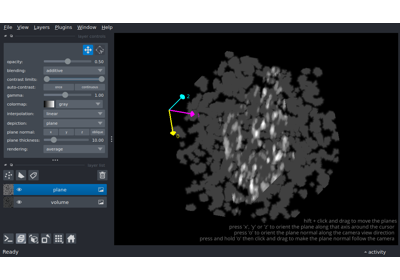 File View Layers Plugins Window Help
layer controls
opacity: 0.50
blending: additive
contrast limits:
auto-contrast: once continuous
gamma: 1.00
colormap: gray
interpolation: linear
depiction: plane
plane normal: x y z oblique
plane thickness: 10.00
rendering: average
layer list
plane
volume
hift + click and drag to move the planes
press 'x', 'y' or 'z' to orient the plane along that axis around the cursor
press 'o' to orient the plane normal along the camera view direction
press and hold 'o' then click and drag to make the plane normal follow the camera
Ready
activity